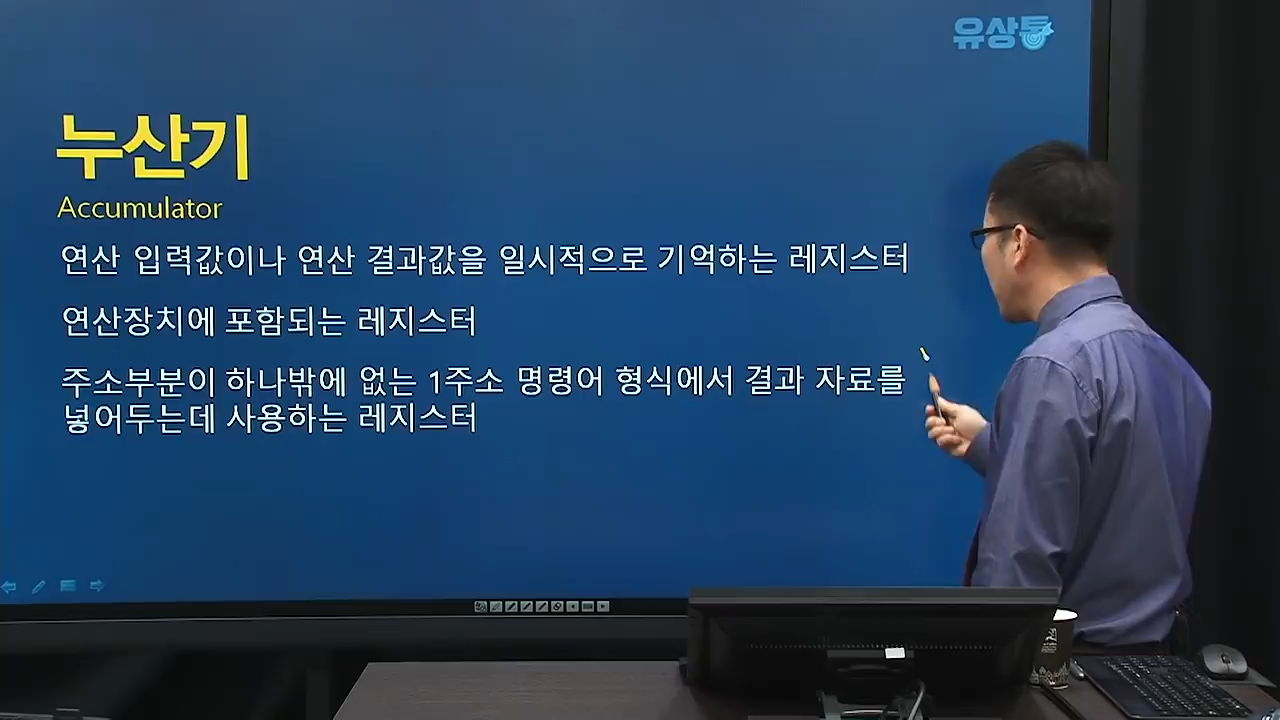 유상통
누산기
Accumulator
연산 입력값이나 연산 결과값을 일시적으로 기억하는 레지스터
연산장치에 포함되는 레지스터
주소부분이 하나밖에 없는 1주소 명령어 형식에서 결과 자료를
넣어두는데 사용하는 레지스터